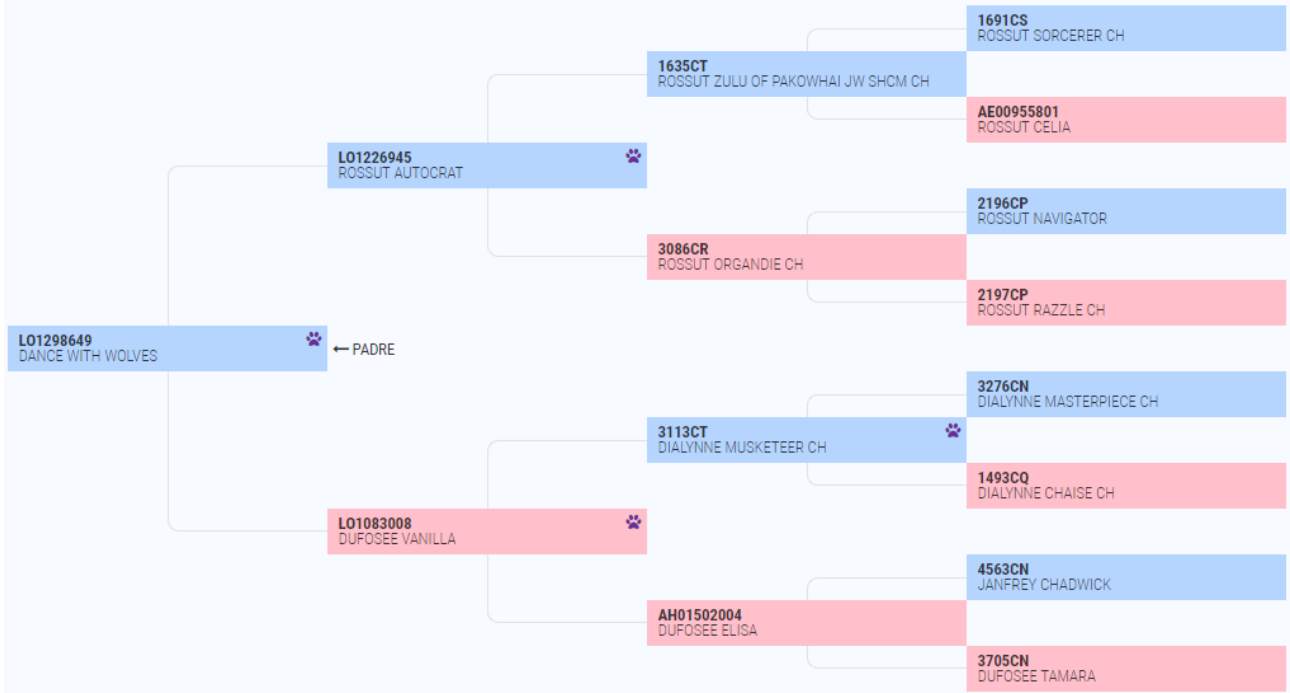 1691CS
ROSSUT SORCERER CH
1635CT
ROSSUT ZULU OF PAKOWHAI JW SHCM CH
AE00955801
ROSSUT CELIA
LO1226945
ROSSUT AUTOCRAT
2196CP
ROSSUT NAVIGATOR
3086CR
ROSSUT ORGANDIE CH
2197CP
ROSSUT RAZZLE CH
LO1298649
DANCE WITH WOLVES
← PADRE
3276CN
DIALYNNE MASTERPIECE CH
3113CT
DIALYNNE MUSKETEER CH
1493CQ
DIALYNNE CHAISE CH
LO1083008
DUFOSEE VANILLA
4563CN
JANFREY CHADWICK
AH01502004
DUFOSEE ELISA
3705CN
DUFOSEE TAMARA